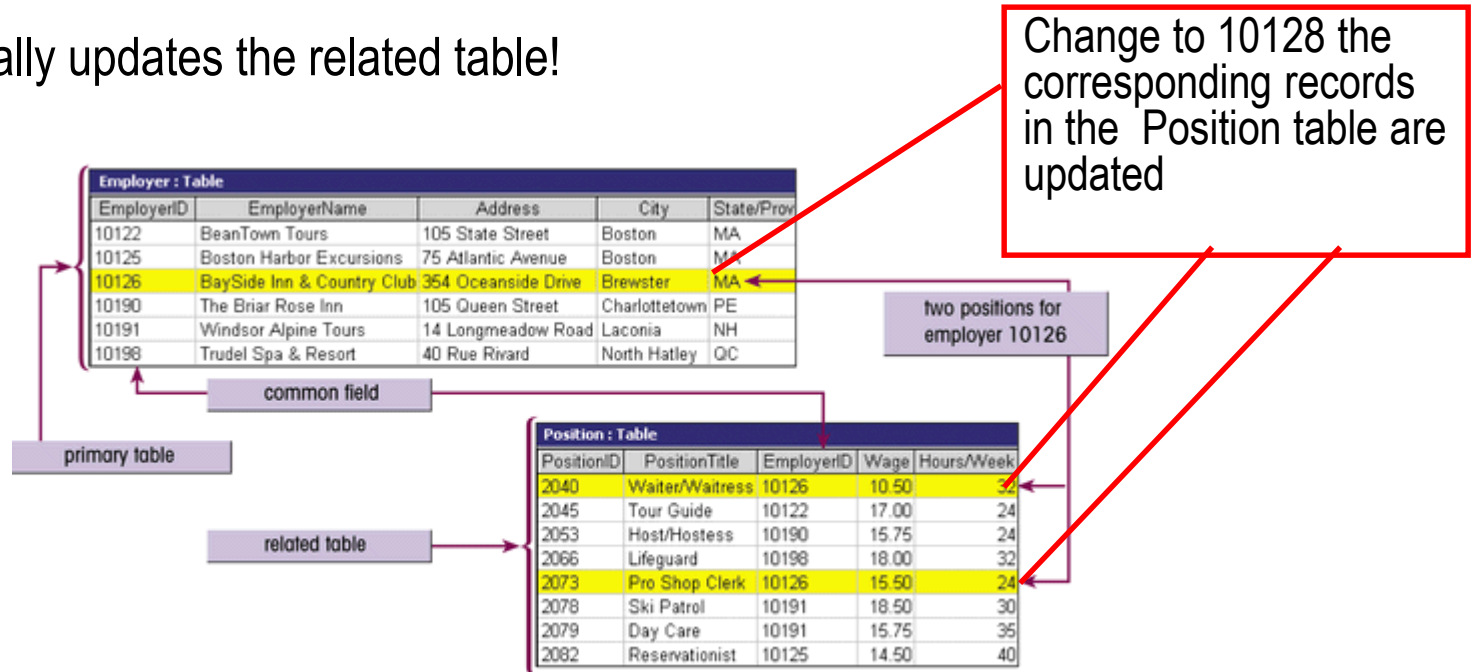 ally updates the related table!
Change to 10128 the
corresponding records
in the Position table are
updated
Employer : Table
EmployerID EmployerName Address City State/Prov
10122 BeanTown Tours 105 State Street Boston MA
10125 Boston Harbor Excursions 75 Atlantic Avenue Boston MA
10126 BaySide Inn & Country Club 354 Oceanside Drive Brewster MA
10190 The Briar Rose Inn 105 Queen Street Charlottetown PE
10191 Windsor Alpine Tours 14 Longmeadow Road Laconia NH
10198 Trudel Spa & Resort 40 Rue Rivard North Hatley QC
two positions for
employer 10126
common field
primary table
Position : Table
PositionID PositionTitle EmployerID Wage Hours/Week
2040 Waiter/Waitress 10126 10.50 32
2045 Tour Guide 10122 17.00 24
2053 Host/Hostess 10190 15.75 24
2066 Lifeguard 10198 18.00 32
2073 Pro Shop Clerk 10126 15.50 24
2078 Ski Patrol 10191 18.50 30
2079 Day Care 10191 15.75 35
2082 Reservationist 10125 14.50 40
related table